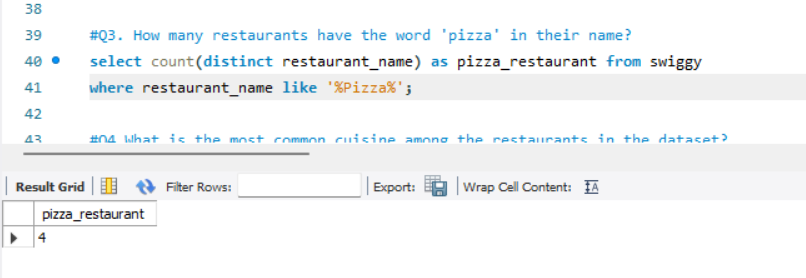 38
39 #Q3. How many restaurants have the word 'pizza' in their name?
40 select count(distinct restaurant_name) as pizza_restaurant from swiggy
41 where restaurant_name like '%Pizza%';
42
43 #Q4 What is the most common cuisine among the restaurants in the dataset?
Result Grid Filter Rows: Export: Wrap Cell Content: IA
pizza_restaurant
4